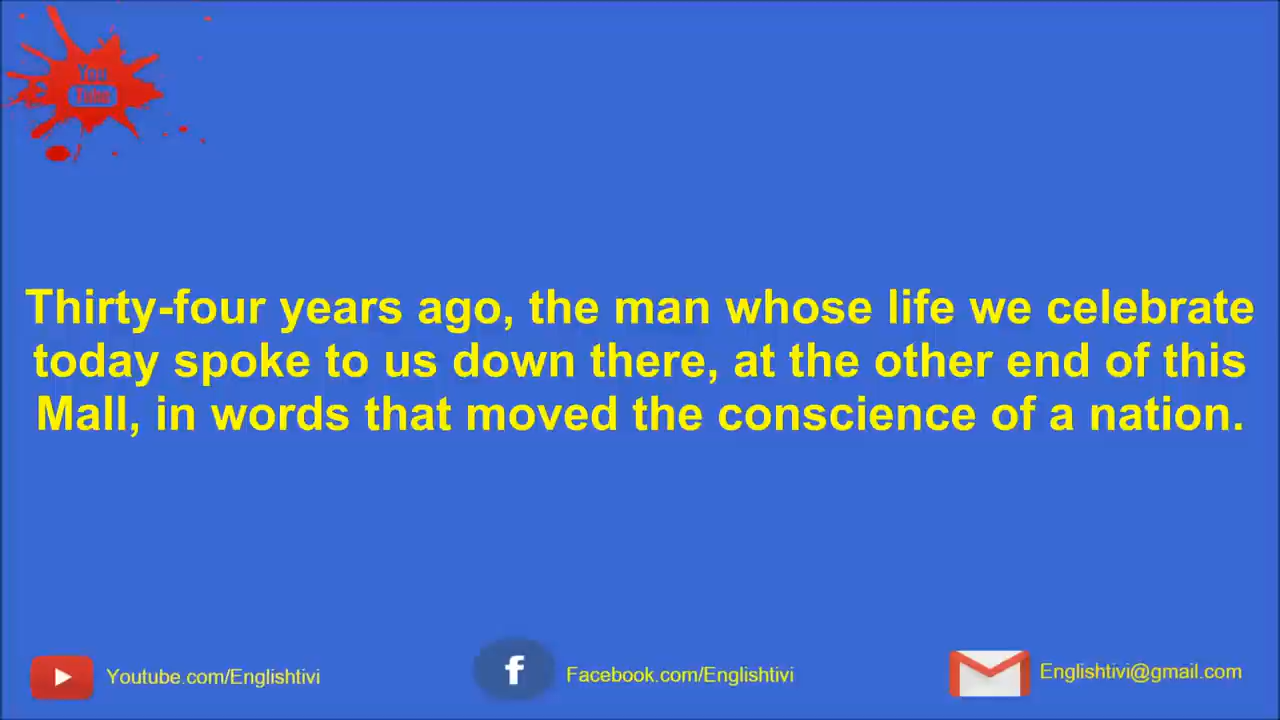 You
Tube
Thirty-four years ago, the man whose life we celebrate
today spoke to us down there, at the other end of this
Mall, in words that moved the conscience of a nation.
Youtube.com/Englishtivi
f
Facebook.com/Englishtivi
Englishtivi@gmail.com